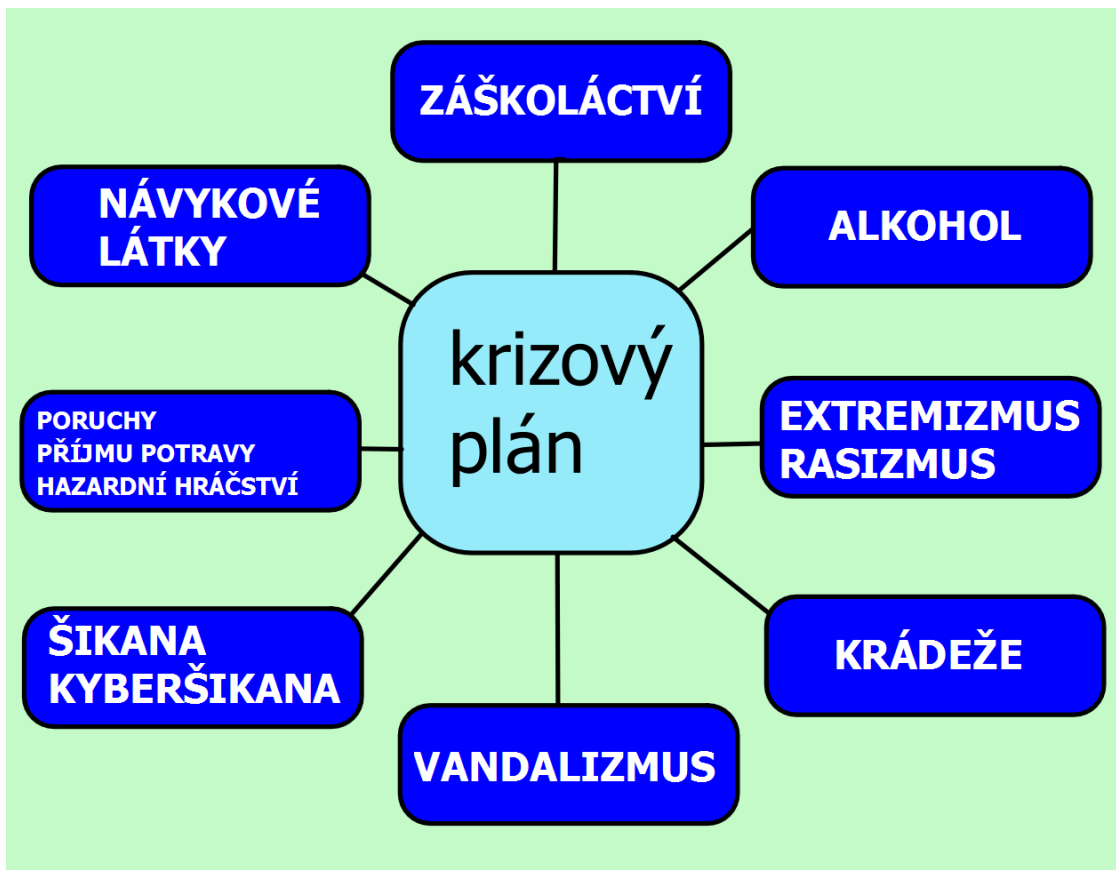 ZÁŠKOLÁCTVÍ
NÁVYKOVÉ
LÁTKY
ALKOHOL
krizový
plán
PORUCHY
PŘÍJMU POTRAVY
HAZARDNÍ HRÁČSTVÍ
EXTREMIZMUS
RASIZMUS
ŠIKANA
KYBERŠIKANA
KRÁDEŽE
VANDALIZMUS